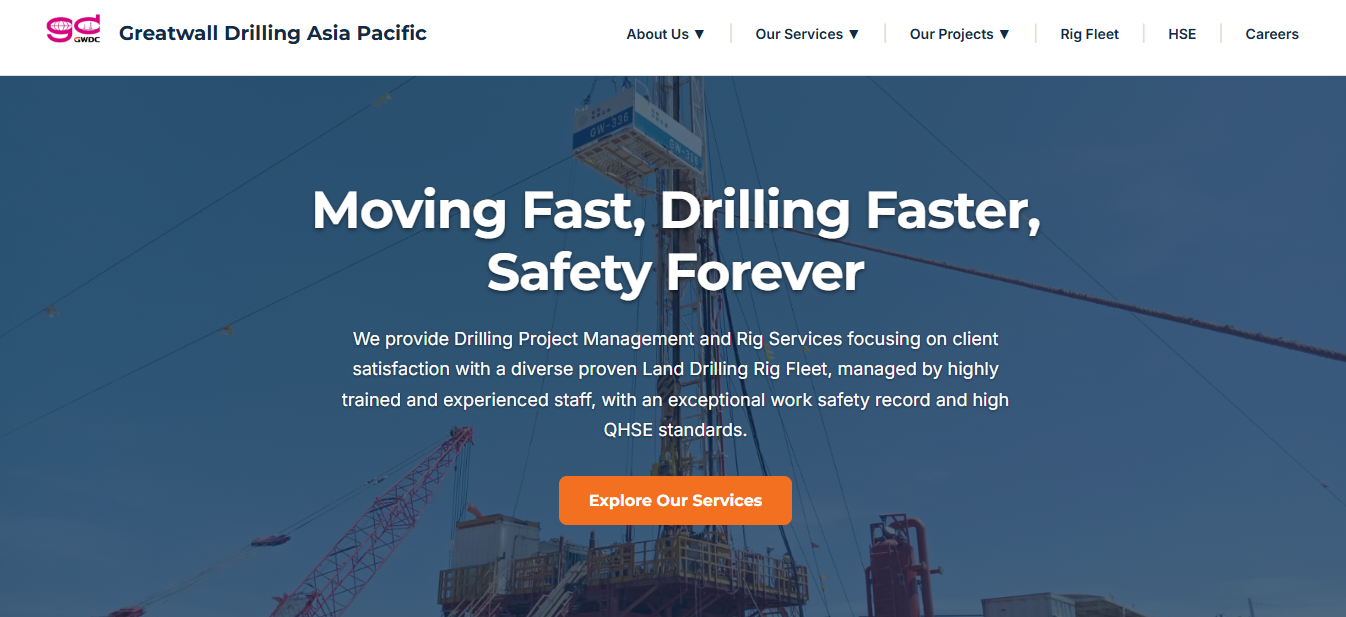 GWDC
Greatwall Drilling Asia Pacific
About Us ▼
Our Services ▼
Our Projects ▼
Rig Fleet
HSE
Careers
GW-336
Moving Fast, Drilling Faster,
Safety Forever
We provide Drilling Project Management and Rig Services focusing on client
satisfaction with a diverse proven Land Drilling Rig Fleet, managed by highly
trained and experienced staff, with an exceptional work safety record and high
QHSE standards.
Explore Our Services